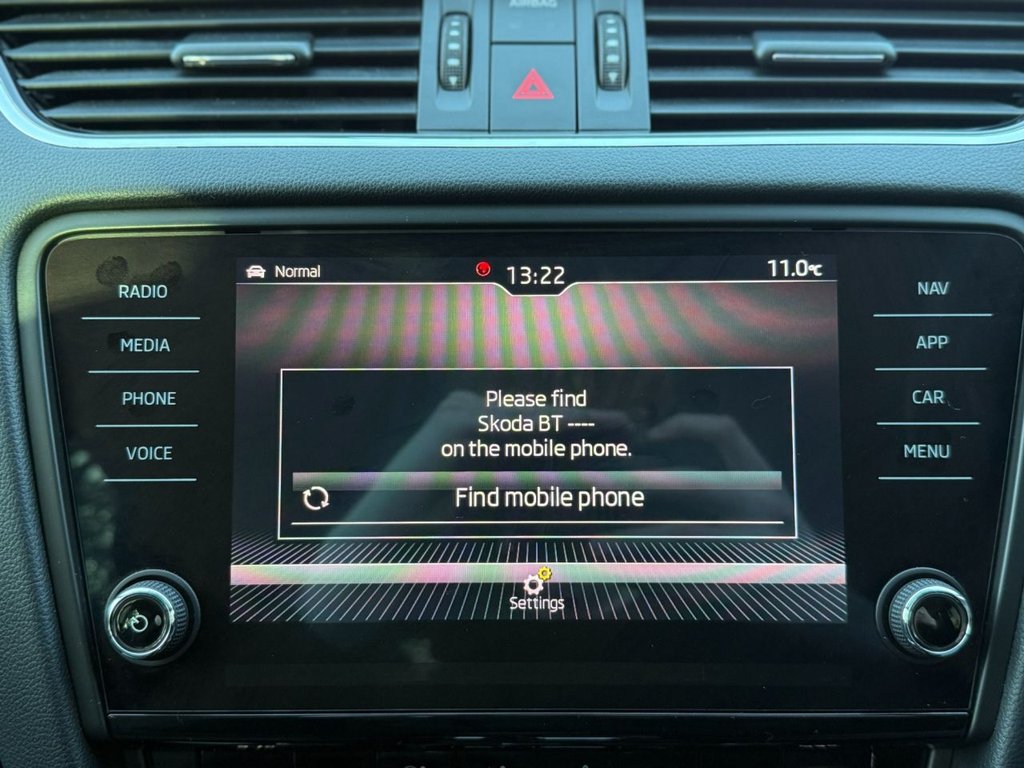 AIRBAG
Normal
13:22
11.0°C
RADIO
MEDIA
PHONE
VOICE
NAV
APP
CAR
MENU
Please find
Skoda BT ----
on the mobile phone.
Find mobile phone
Settings